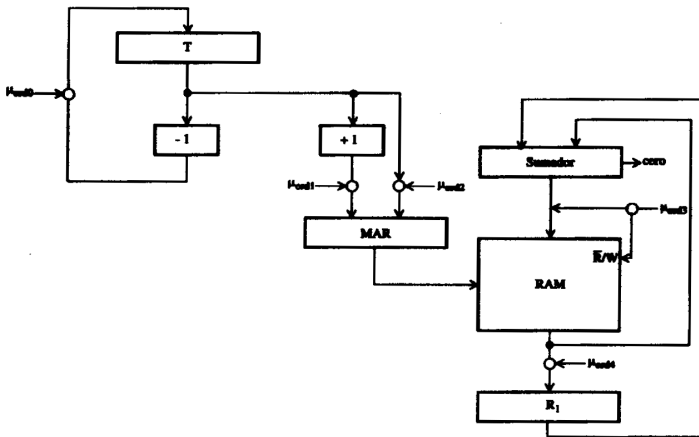 T
μord0
- 1
+ 1
Sumador
cero
μord1
μord2
μord3
MAR
R̅/W
RAM
μord4
R₁